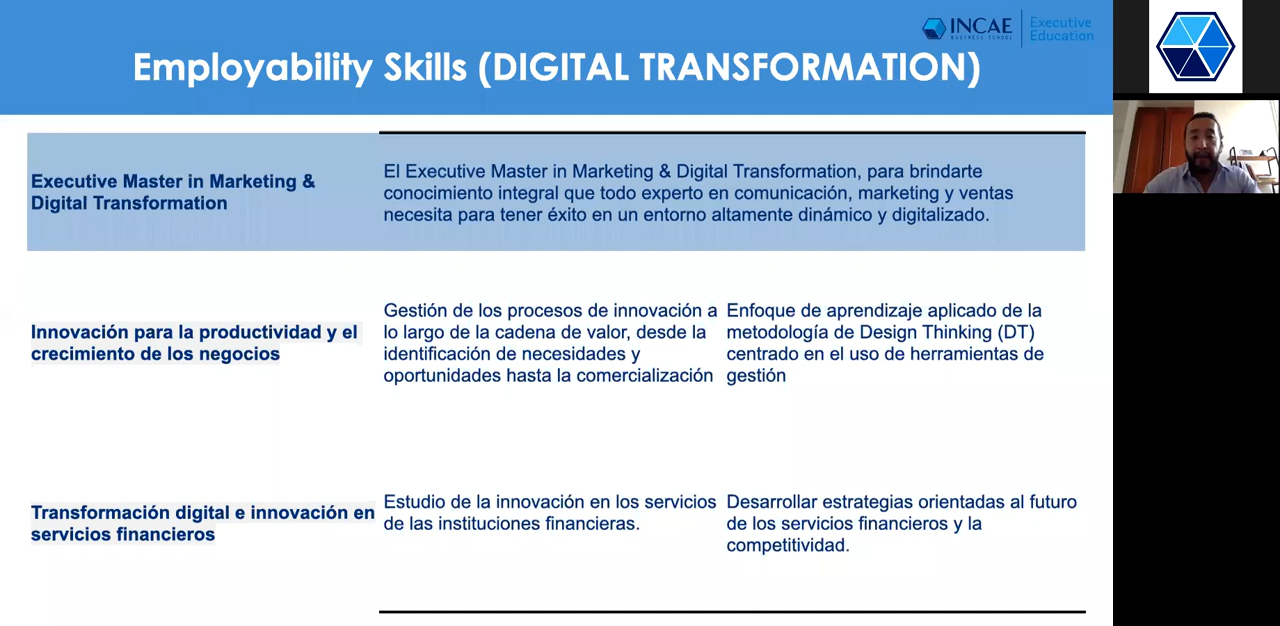 INCAE
BUSINESS SCHOOL
Executive
Education
Employability Skills (DIGITAL TRANSFORMATION)
Executive Master in Marketing &
Digital Transformation
El Executive Master in Marketing & Digital Transformation, para brindarte
conocimiento integral que todo experto en comunicación, marketing y ventas
necesita para tener éxito en un entorno altamente dinámico y digitalizado.
Innovación para la productividad y el
crecimiento de los negocios
Gestión de los procesos de innovación a
lo largo de la cadena de valor, desde la
identificación de necesidades y
oportunidades hasta la comercialización
Enfoque de aprendizaje aplicado de la
metodología de Design Thinking (DT)
centrado en el uso de herramientas de
gestión
Transformación digital e innovación en
servicios financieros
Estudio de la innovación en los servicios
de las instituciones financieras.
Desarrollar estrategias orientadas al futuro
de los servicios financieros y la
competitividad.